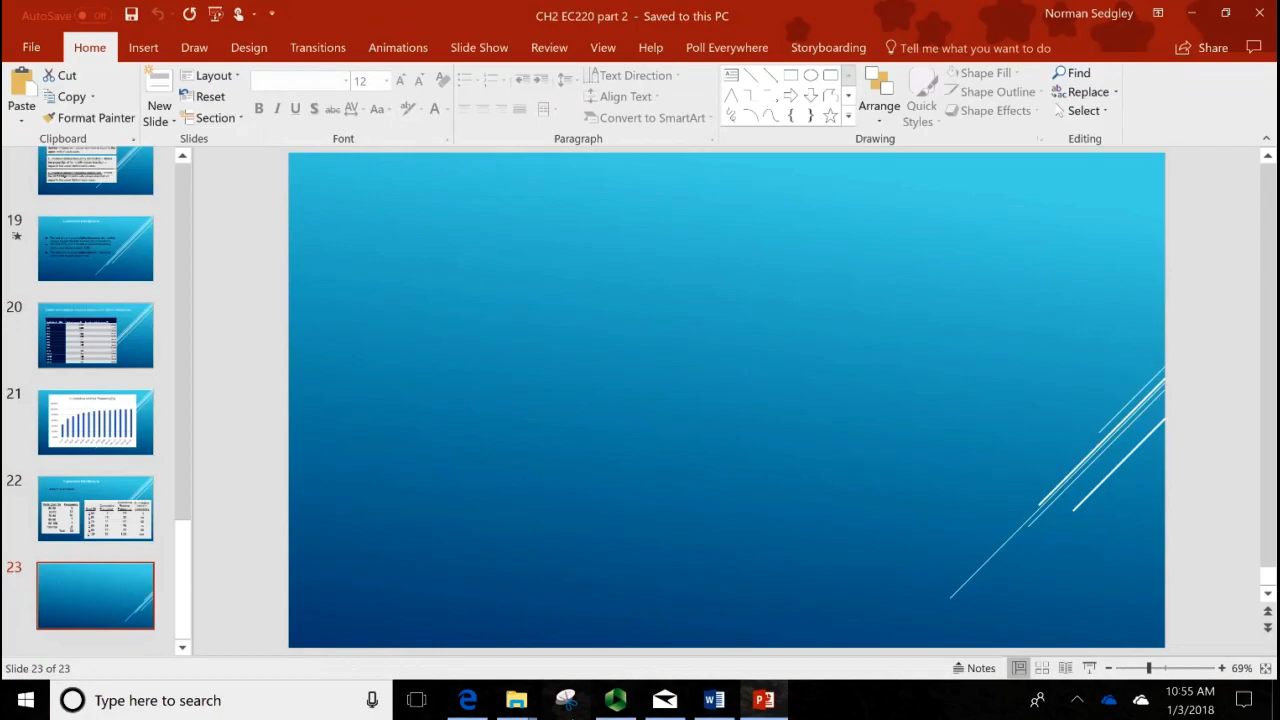 AutoSave Off
CH2 EC220 part 2 - Saved to this PC
Norman Sedgley
File Home Insert Draw Design Transitions Animations Slide Show Review View Help Poll Everywhere Storyboarding Tell me what you want to do Share
Paste
Cut
Copy
Format Painter
Clipboard
New
Slide
Layout
Reset
Section
Slides
12
B I U S abc AV Aa A
Font
Text Direction
Align Text
Convert to SmartArt
Paragraph
Arrange
Quick
Styles
Shape Fill
Shape Outline
Shape Effects
Drawing
Find
Replace
Select
Editing
19
20
21
22
23
Slide 23 of 23
Notes
69%
Type here to search
10:55 AM
1/3/2018